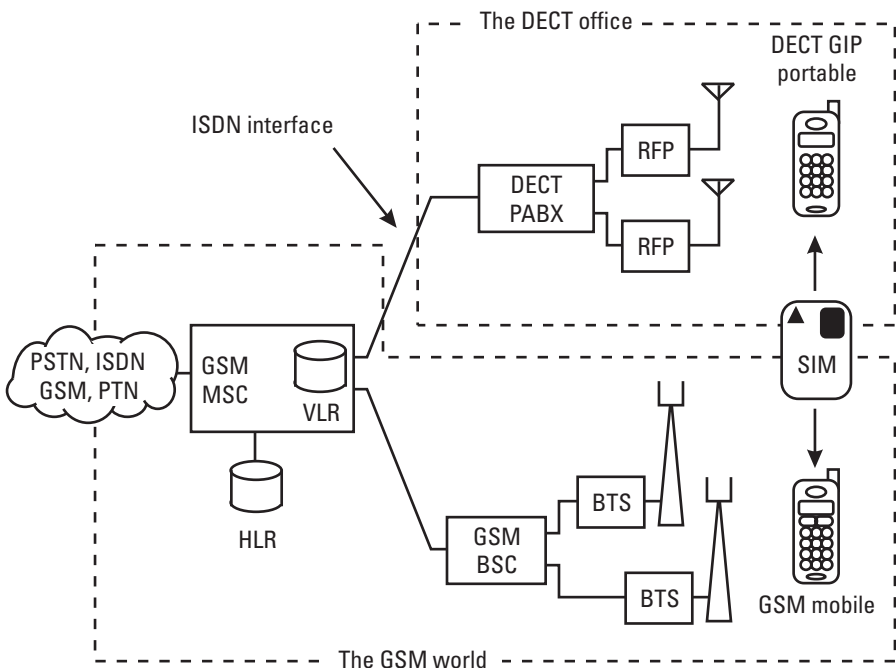 The DECT office
DECT GIP
portable
ISDN interface
RFP
DECT
PABX
RFP
PSTN, ISDN
GSM, PTN
GSM
MSC
VLR
SIM
HLR
BTS
GSM
BSC
BTS
GSM mobile
The GSM world